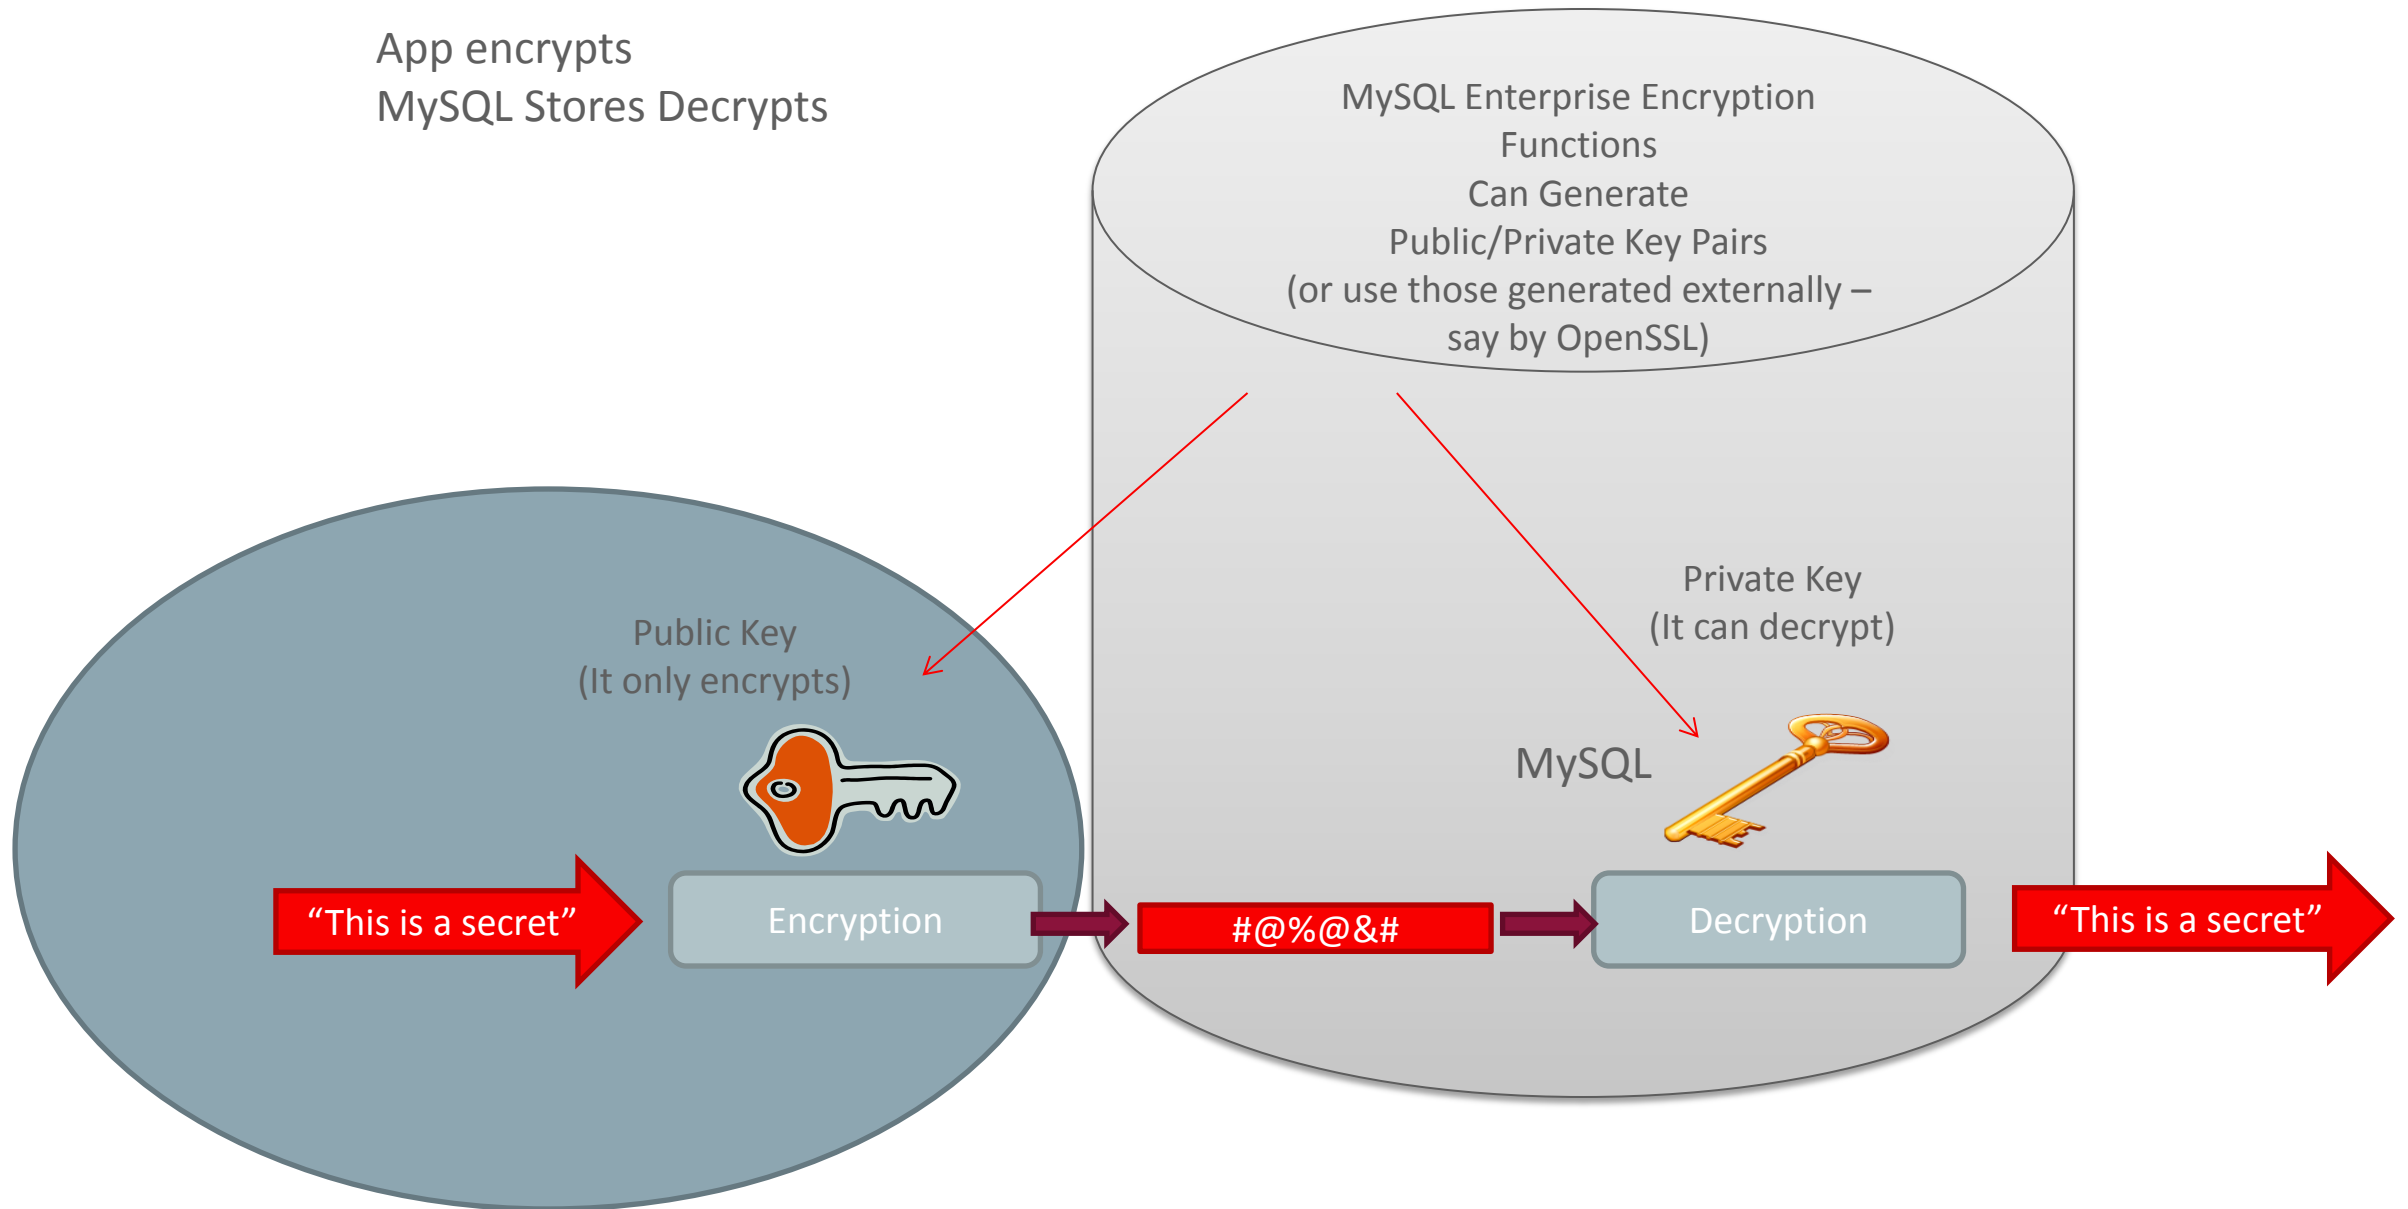 App encrypts
MySQL Stores Decrypts
MySQL Enterprise Encryption
Functions
Can Generate
Public/Private Key Pairs
(or use those generated externally –
say by OpenSSL)
Public Key
(It only encrypts)
Private Key
(It can decrypt)
MySQL
“This is a secret”
Encryption
#@%@&#
Decryption
“This is a secret”